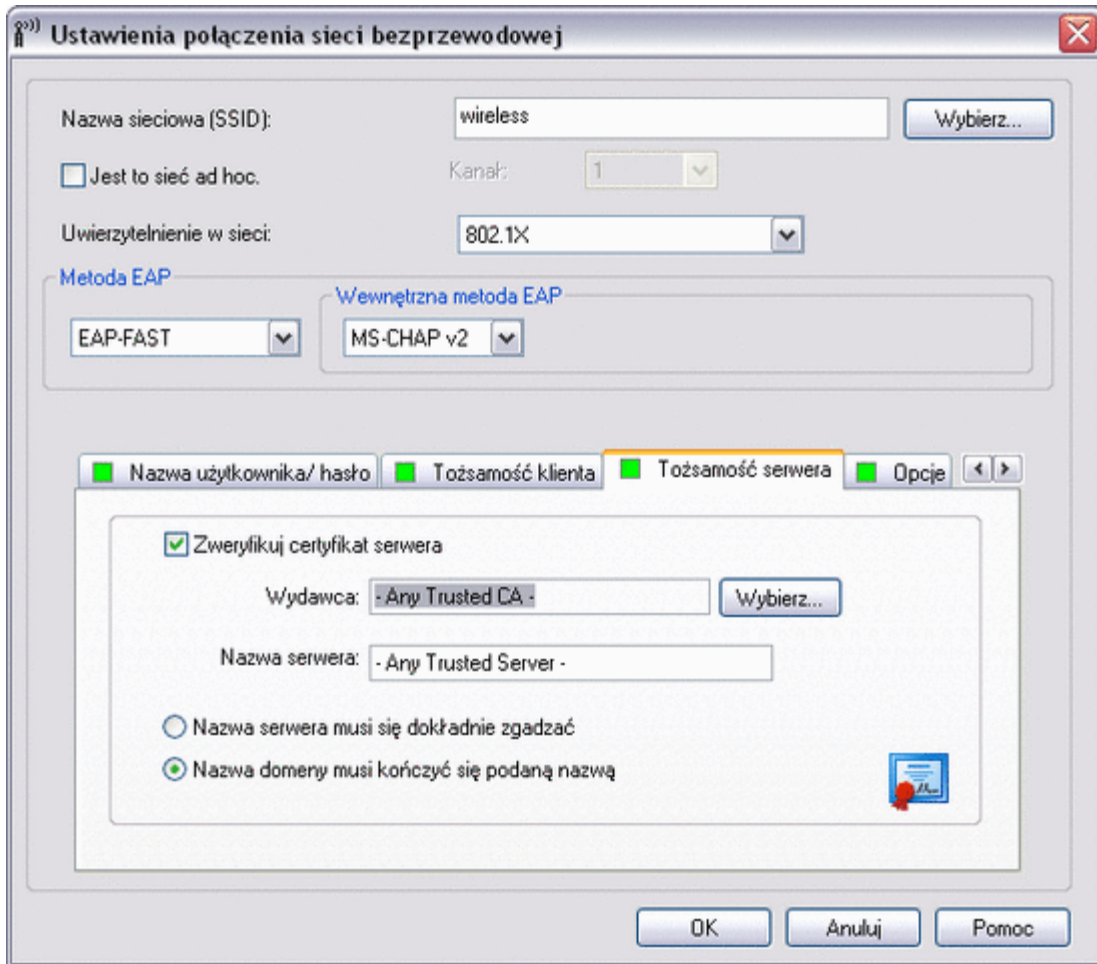 Ustawienia połączenia sieci bezprzewodowej
Nazwa sieciowa (SSID): wireless Wybierz...
Jest to sieć ad hoc. Kanał: 1
Uwierzytelnienie w sieci: 802.1X
Metoda EAP
Wewnętrzna metoda EAP
EAP-FAST MS-CHAP v2
Nazwa użytkownika/ hasło Tożsamość klienta Tożsamość serwera Opcje
Zweryfikuj certyfikat serwera
Wydawca: - Any Trusted CA - Wybierz...
Nazwa serwera: - Any Trusted Server -
Nazwa serwera musi się dokładnie zgadzać
Nazwa domeny musi kończyć się podaną nazwą
OK Anuluj Pomoc